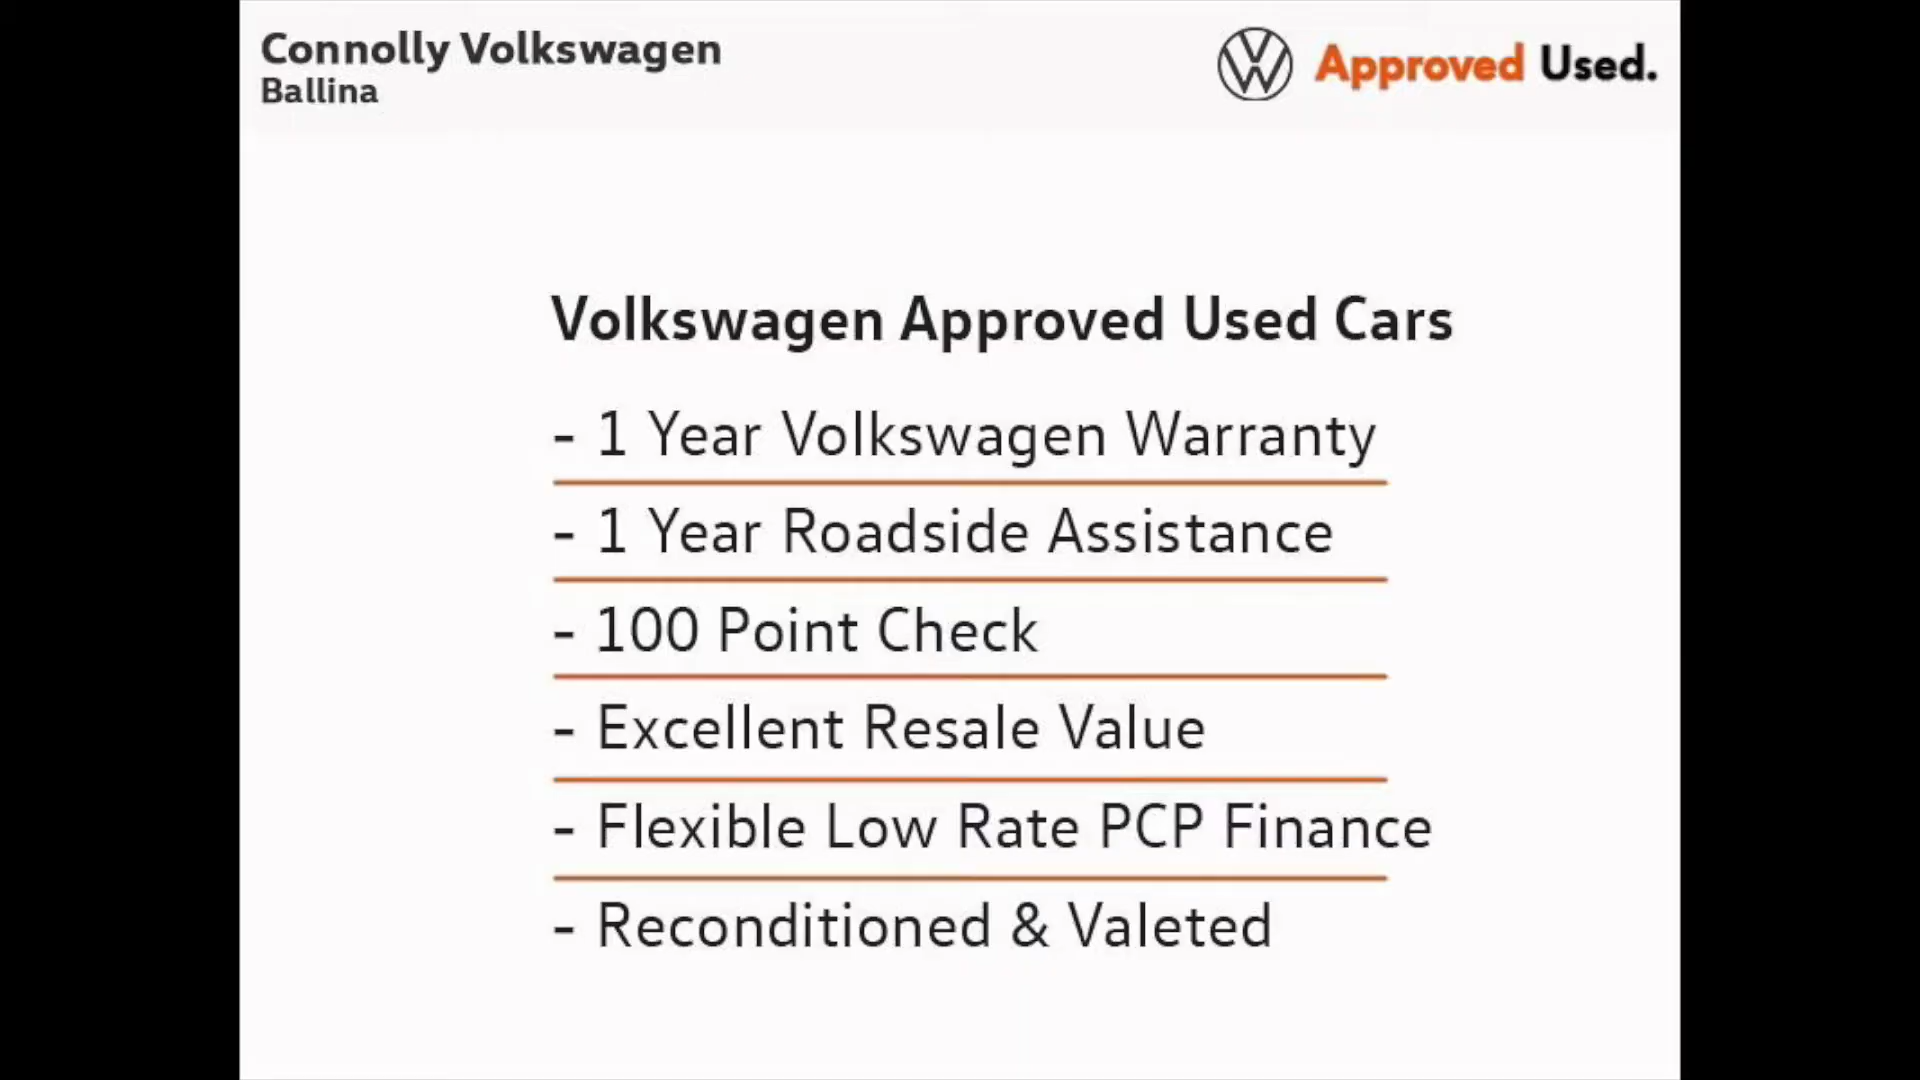 Connolly Volkswagen
Ballina
Approved Used.
Volkswagen Approved Used Cars
- 1 Year Volkswagen Warranty
- 1 Year Roadside Assistance
- 100 Point Check
- Excellent Resale Value
- Flexible Low Rate PCP Finance
- Reconditioned & Valeted